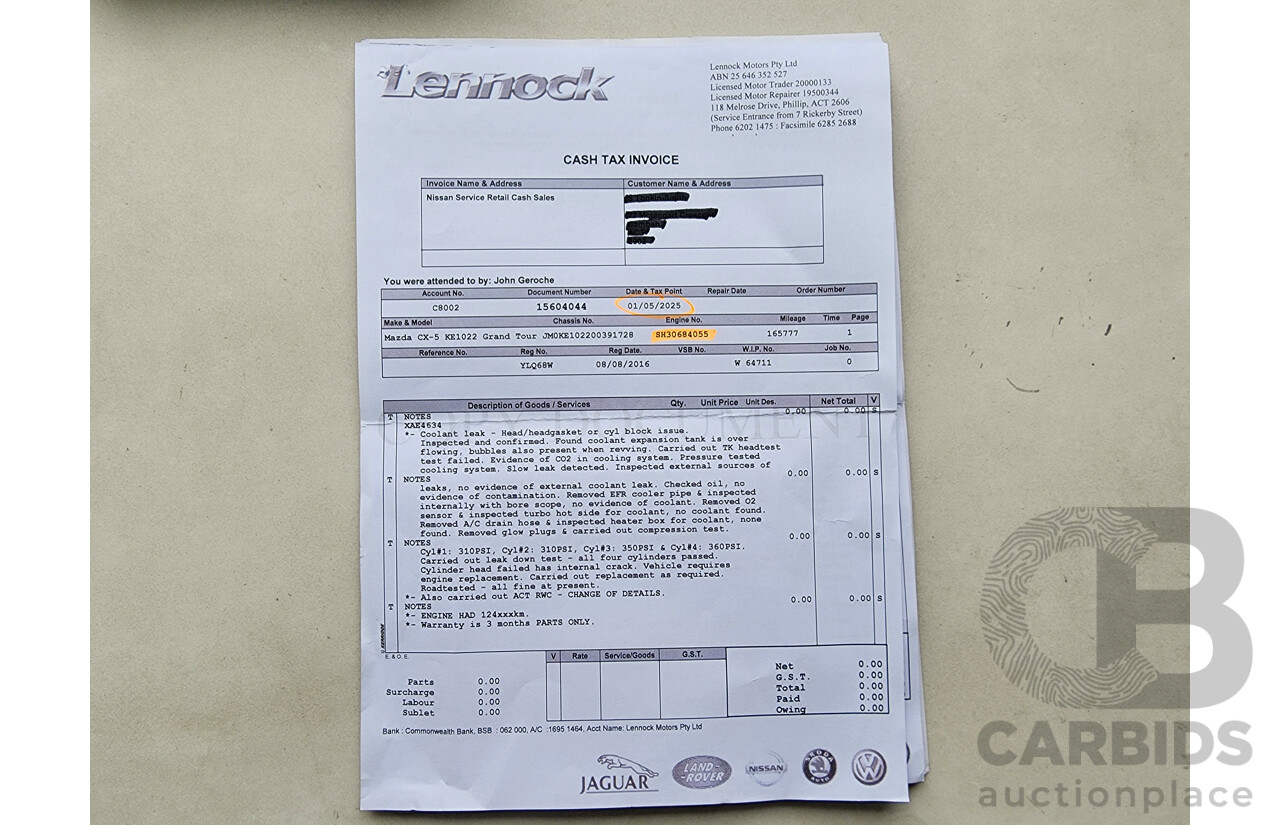 Lennock
Lennock Motors Pty Ltd
ABN 25 646 352 527
Licensed Motor Trader 20000133
Licensed Motor Repairer 19500344
118 Melrose Drive, Phillip, ACT 2606
(Service Entrance from 7 Rickerby Street)
Phone 6202 1475 : Facsimile 6285 2688
CASH TAX INVOICE
Invoice Name & Address Customer Name & Address
Nissan Service Retail Cash Sales
You were attended to by: John Geroche
Account No. Document Number Date & Tax Point Repair Date Order Number
C8002 15604044 01/05/2025
Make & Model Chassis No. Engine No. Mileage Time Page
Mazda CX-5 KE1022 Grand Tour JM0KE102200391728 SH30684055 165777 1
Reference No. Reg No. Reg Date. VSB No. W.I.P. No. Job No.
YLQ68W 08/08/2016 W 64711 0
Description of Goods / Services Qty. Unit Price Unit Des. Net Total V
T NOTES 0.00 0.00 S
XAE4634
*- Coolant leak - Head/headgasket or cyl block issue.
Inspected and confirmed. Found coolant expansion tank is over
flowing, bubbles also present when revving. Carried out TK headtest
test failed. Evidence of CO2 in cooling system. Pressure tested
cooling system. Slow leak detected. Inspected external sources of
T NOTES 0.00 0.00 S
leaks, no evidence of external coolant leak. Checked oil, no
evidence of contamination. Removed EFR cooler pipe & inspected
internally with bore scope, no evidence of coolant. Removed O2
sensor & inspected turbo hot side for coolant, no coolant found.
Removed A/C drain hose & inspected heater box for coolant, none
found. Removed glow plugs & carried out compression test.
T NOTES 0.00 0.00 S
Cyl#1: 310PSI, Cyl#2: 310PSI, Cyl#3: 350PSI & Cyl#4: 360PSI.
Carried out leak down test - all four cylinders passed.
Cylinder head failed has internal crack. Vehicle requires
engine replacement. Carried out replacement as required.
Roadtested - all fine at present.
*- Also carried out ACT RWC - CHANGE OF DETAILS.
T NOTES 0.00 0.00 S
*- ENGINE HAD 124xxxkm.
*- Warranty is 3 months PARTS ONLY.
E. & O.E.
V Rate Service/Goods G.S.T.
Parts 0.00
Surcharge 0.00
Labour 0.00
Sublet 0.00
Net 0.00
G.S.T. 0.00
Total 0.00
Paid 0.00
Owing 0.00
Bank : Commonwealth Bank, BSB : 062 000, A/C :1695 1464, Acct Name: Lennock Motors Pty Ltd
JAGUAR LAND-ROVER NISSAN SKODA AUTO
CB
CARBIDS
auctionplace